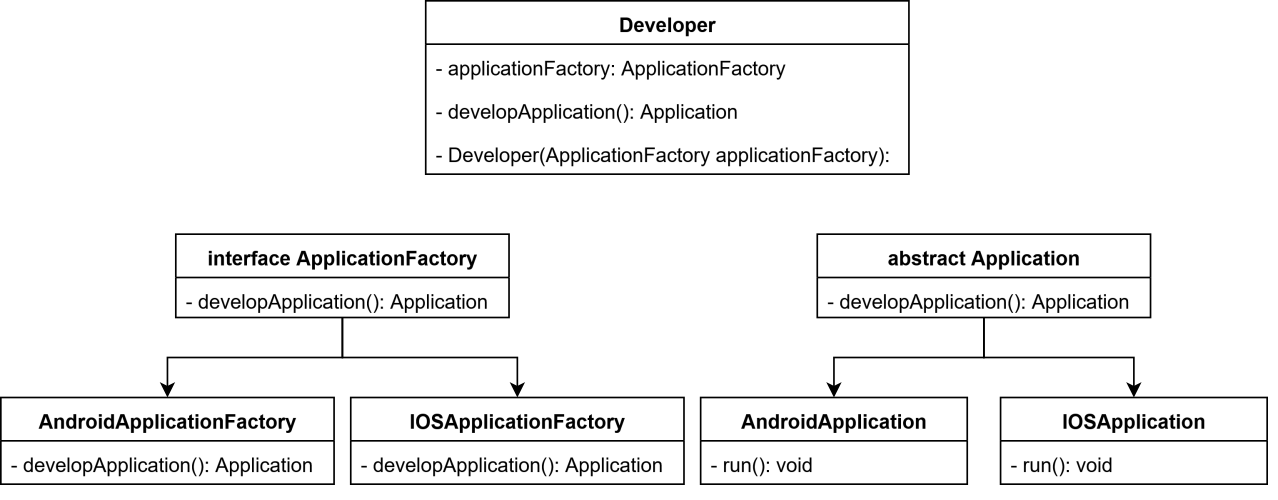 Developer
- applicationFactory: ApplicationFactory
- developApplication(): Application
- Developer(ApplicationFactory applicationFactory):
interface ApplicationFactory
- developApplication(): Application
abstract Application
- developApplication(): Application
AndroidApplicationFactory
- developApplication(): Application
IOSApplicationFactory
- developApplication(): Application
AndroidApplication
- run(): void
IOSApplication
- run(): void